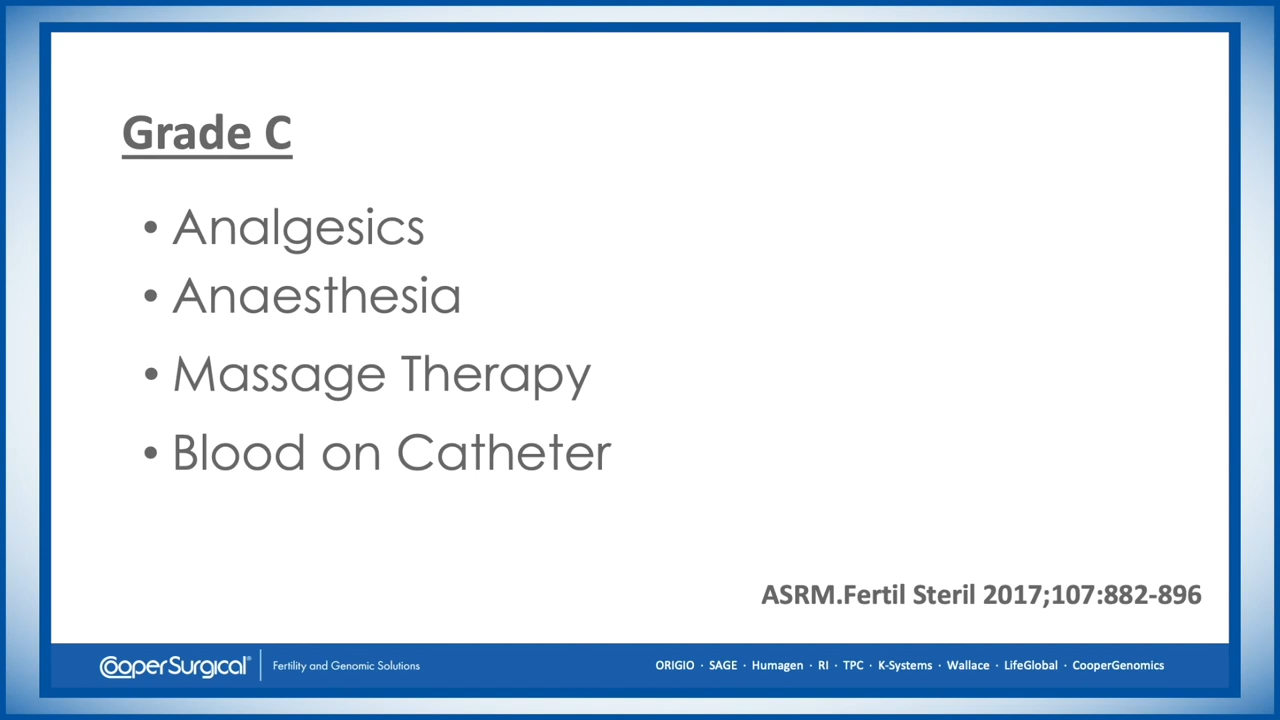 Grade C
• Analgesics
• Anaesthesia
• Massage Therapy
• Blood on Catheter
ASRM.Fertil Steril 2017;107:882-896
CooperSurgical® Fertility and Genomic Solutions ORIGIO · SAGE · Humagen · RI · TPC · K-Systems · Wallace · LifeGlobal · CooperGenomics